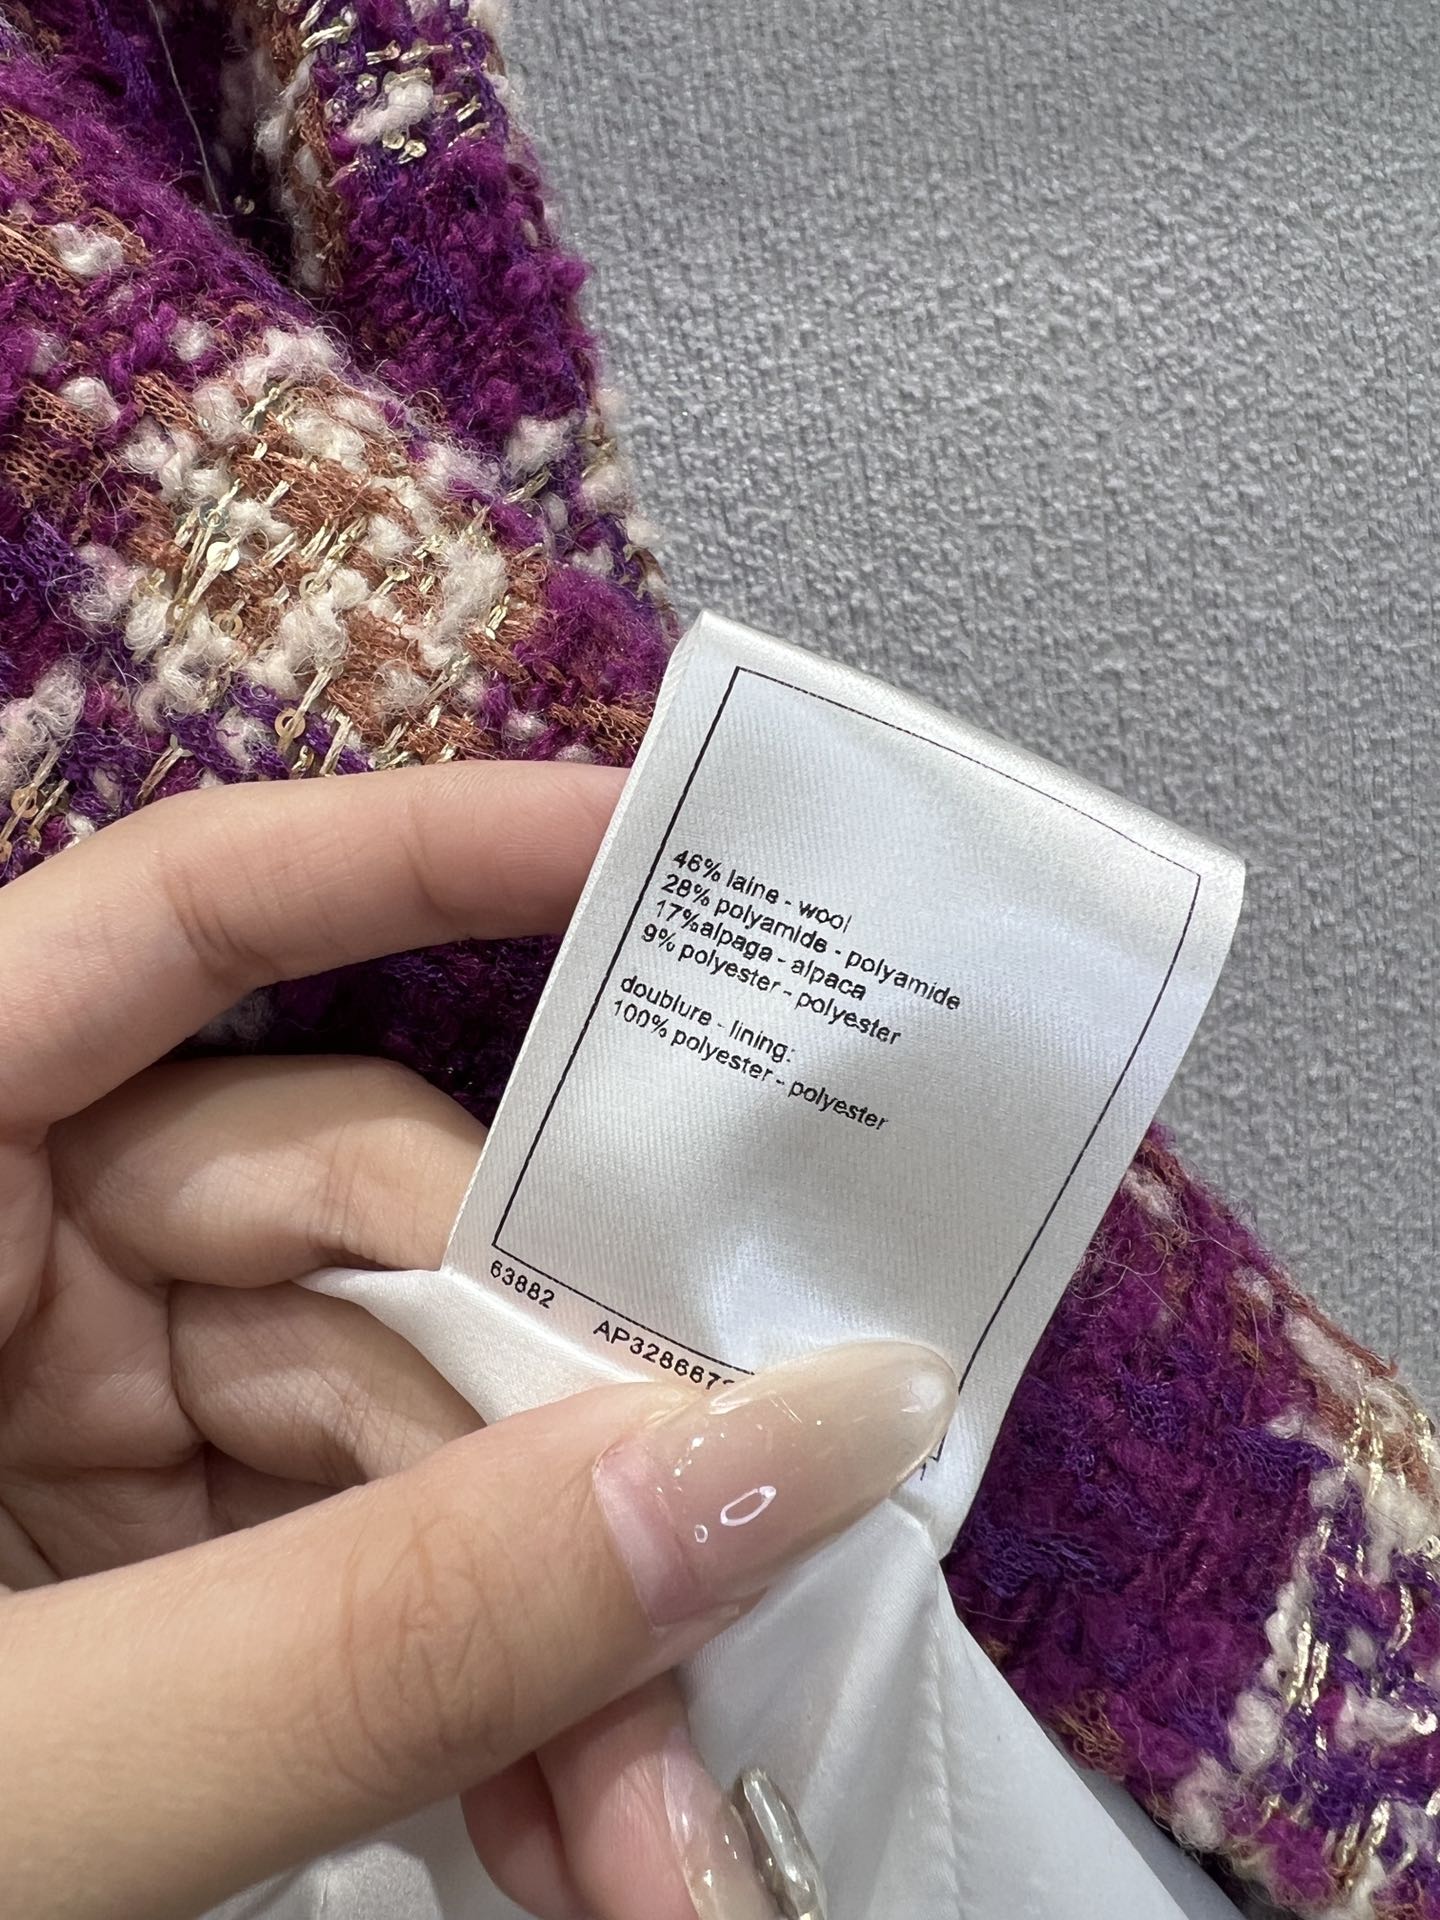 46% laine - wool
28% polyamide - polyamide
17%alpaga - alpaca
9% polyester - polyester
doublure - lining:
100% polyester - polyester
63882